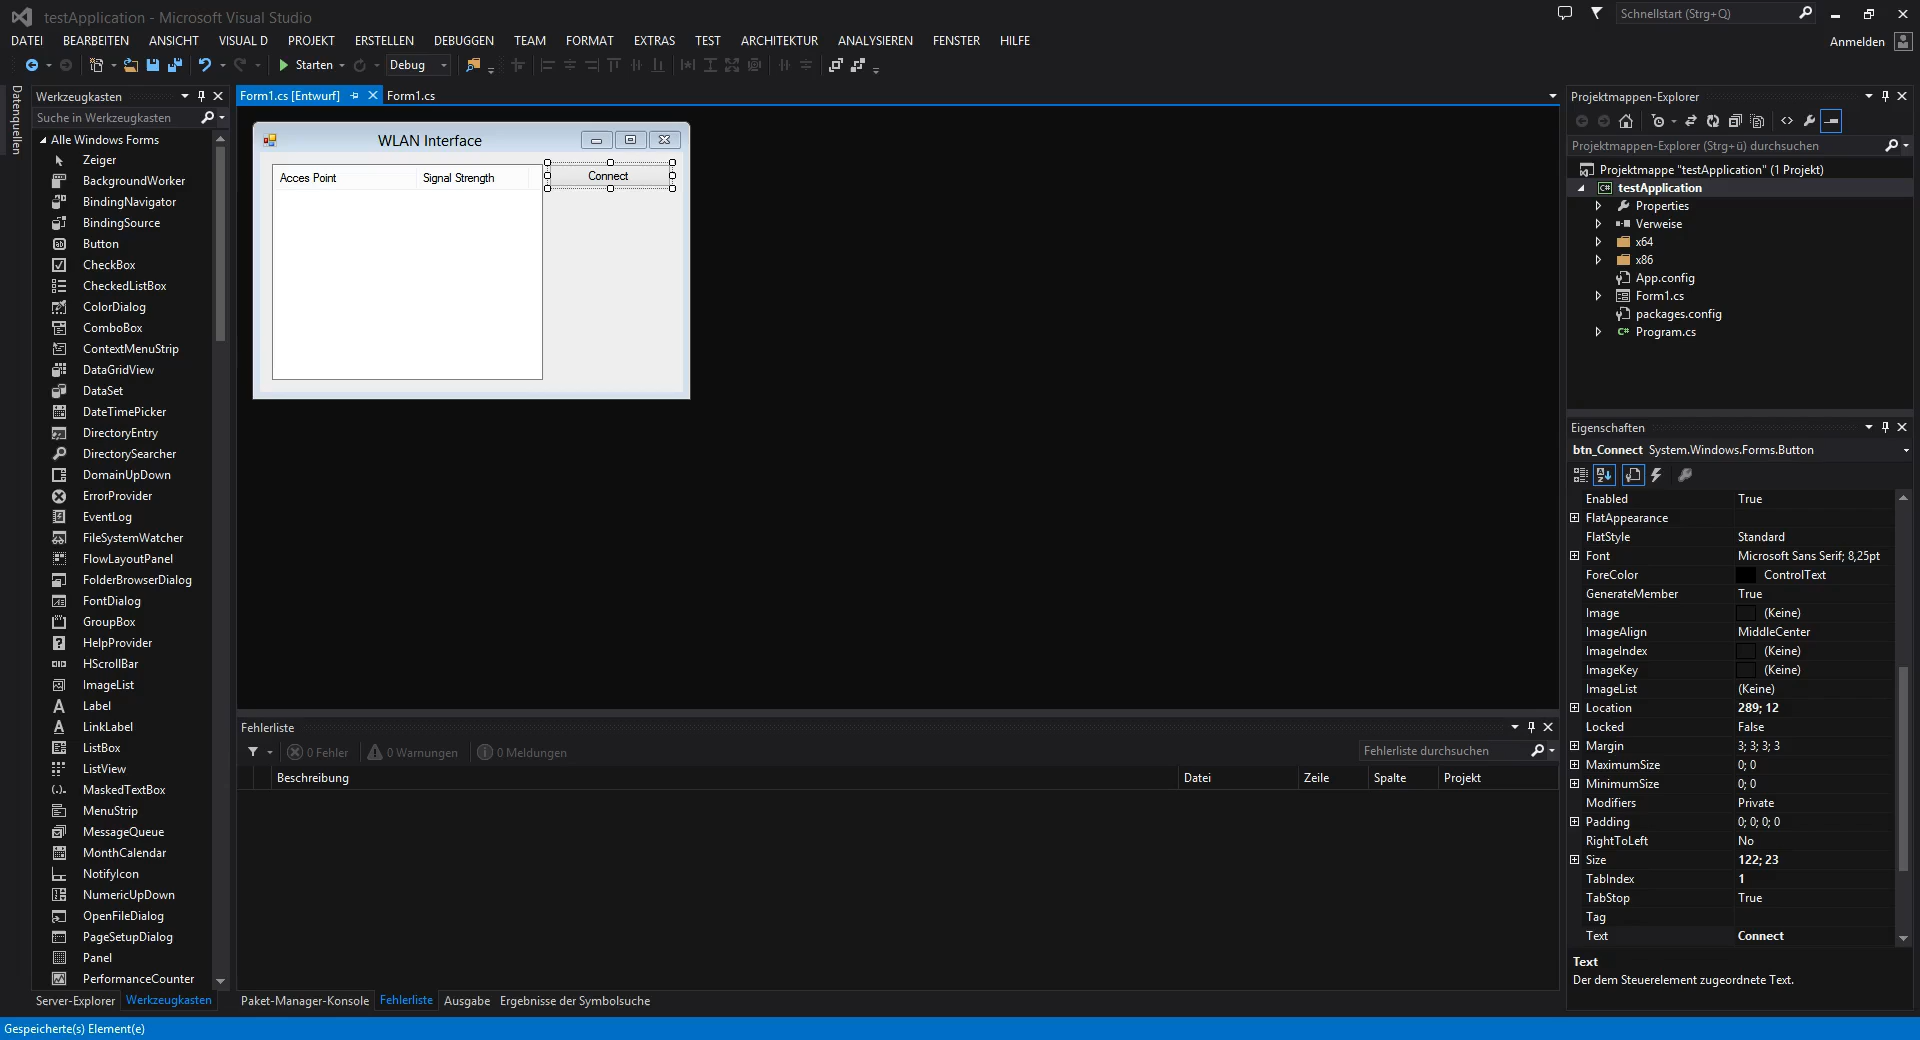 testApplication - Microsoft Visual Studio
Schnellstart (Strg+Q)
DATEI BEARBEITEN ANSICHT VISUAL D PROJEKT ERSTELLEN DEBUGGEN TEAM FORMAT EXTRAS TEST ARCHITEKTUR ANALYSIEREN FENSTER HILFE
Anmelden
Starten Debug
Datenquellen
Werkzeugkasten
Suche in Werkzeugkasten
Alle Windows Forms
Zeiger
BackgroundWorker
BindingNavigator
BindingSource
Button
CheckBox
CheckedListBox
ColorDialog
ComboBox
ContextMenuStrip
DataGridView
DataSet
DateTimePicker
DirectoryEntry
DirectorySearcher
DomainUpDown
ErrorProvider
EventLog
FileSystemWatcher
FlowLayoutPanel
FolderBrowserDialog
FontDialog
GroupBox
HelpProvider
HScrollBar
ImageList
Label
LinkLabel
ListBox
ListView
MaskedTextBox
MenuStrip
MessageQueue
MonthCalendar
NotifyIcon
NumericUpDown
OpenFileDialog
PageSetupDialog
Panel
PerformanceCounter
Server-Explorer Werkzeugkasten
Form1.cs [Entwurf] Form1.cs
WLAN Interface
Acces Point Signal Strength Connect
Fehlerliste
0 Fehler 0 Warnungen 0 Meldungen
Fehlerliste durchsuchen
Beschreibung Datei Zeile Spalte Projekt
Paket-Manager-Konsole Fehlerliste Ausgabe Ergebnisse der Symbolsuche
Projektmappen-Explorer
Projektmappen-Explorer (Strg+ü) durchsuchen
Projektmappe "testApplication" (1 Projekt)
C# testApplication
Properties
Verweise
x64
x86
App.config
Form1.cs
packages.config
C# Program.cs
Eigenschaften
btn_Connect System.Windows.Forms.Button
Enabled True
FlatAppearance
FlatStyle Standard
Font Microsoft Sans Serif; 8,25pt
ForeColor ControlText
GenerateMember True
Image (Keine)
ImageAlign MiddleCenter
ImageIndex (Keine)
ImageKey (Keine)
ImageList (Keine)
Location 289; 12
Locked False
Margin 3; 3; 3; 3
MaximumSize 0; 0
MinimumSize 0; 0
Modifiers Private
Padding 0; 0; 0; 0
RightToLeft No
Size 122; 23
TabIndex 1
TabStop True
Tag
Text Connect
Text
Der dem Steuerelement zugeordnete Text.
Gespeicherte(s) Element(e)